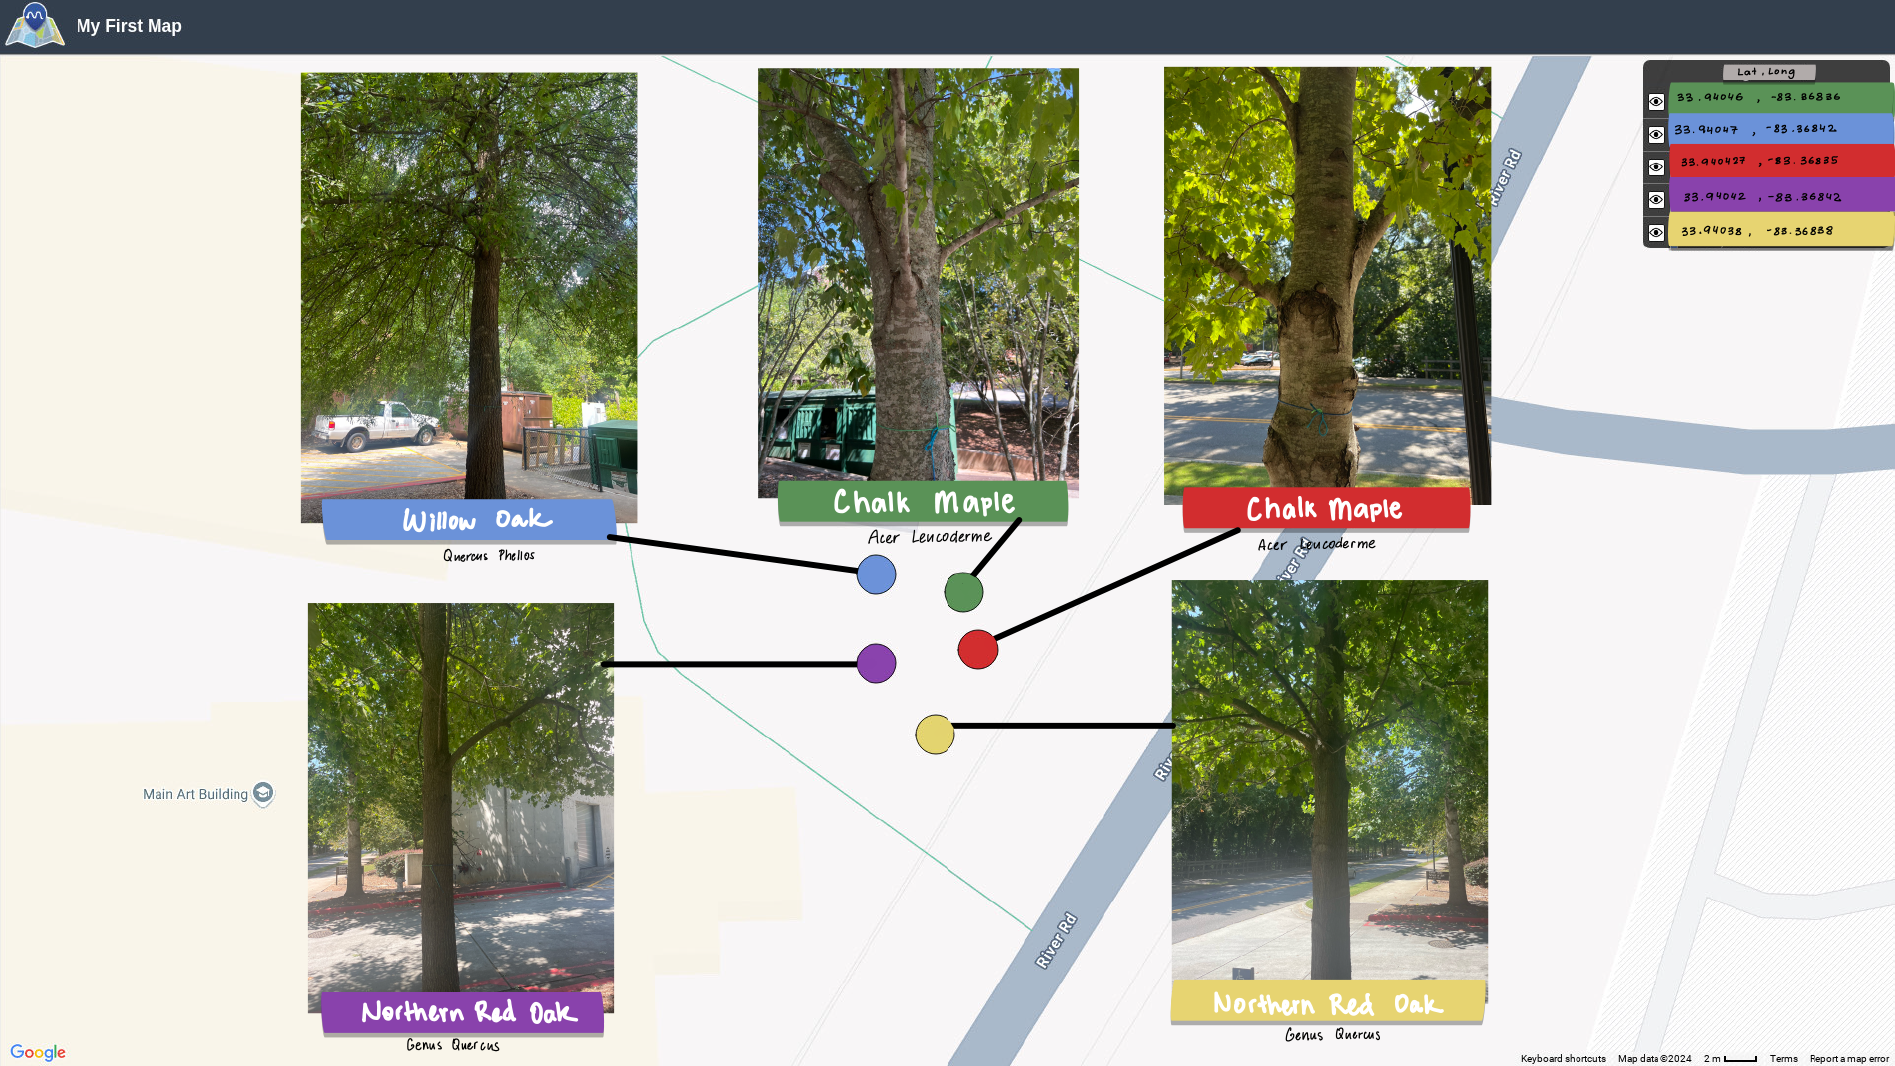 My First Map
Lat, Long
33.94046 , -83.36836
33.94047 , -83.36842
33.940427 , -83.36835
33.94042 , -83.36842
33.94038 , -83.36838
River Rd
Willow Oak
Quercus Phellos
Chalk Maple
Acer Leucoderme
Chalk Maple
Acer Leucoderme
River Rd
Main Art Building
River Rd
Northern Red Oak
Genus Quercus
Northern Red Oak
Genus Quercus
Google
Keyboard shortcuts Map data ©2024 2 m Terms Report a map error